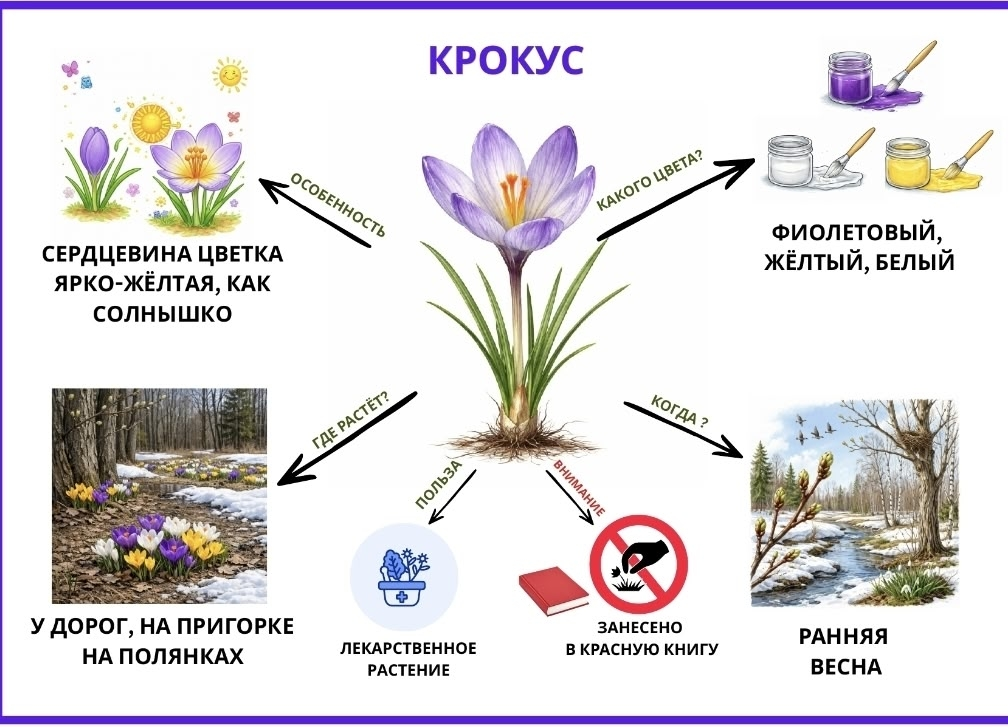 КРОКУС
ОСОБЕННОСТЬ
СЕРДЦЕВИНА ЦВЕТКА
ЯРКО-ЖЁЛТАЯ, КАК
СОЛНЫШКО
КАКОГО ЦВЕТА?
ФИОЛЕТОВЫЙ,
ЖЁЛТЫЙ, БЕЛЫЙ
ГДЕ РАСТЁТ?
У ДОРОГ, НА ПРИГОРКЕ
НА ПОЛЯНКАХ
ПОЛЬЗА
ЛЕКАРСТВЕННОЕ
РАСТЕНИЕ
ВНИМАНИЕ
ЗАНЕСЕНО
В КРАСНУЮ КНИГУ
КОГДА ?
РАННЯЯ
ВЕСНА